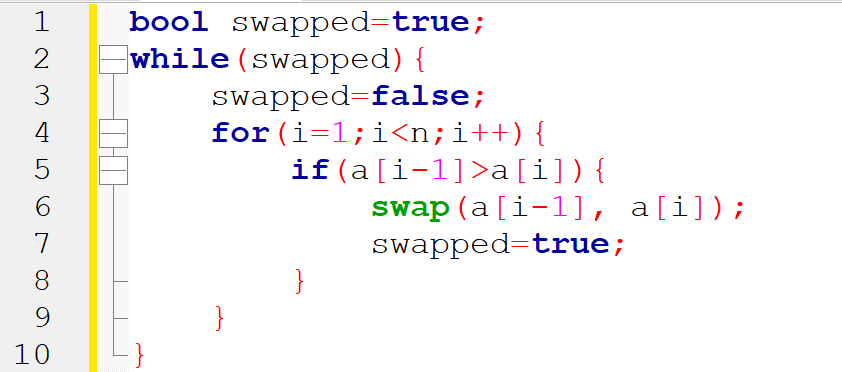 1 bool swapped=true;
2 while(swapped){
3 swapped=false;
4 for(i=1;i<n;i++){
5 if(a[i-1]>a[i]){
6 swap(a[i-1], a[i]);
7 swapped=true;
8 }
9 }
10 }